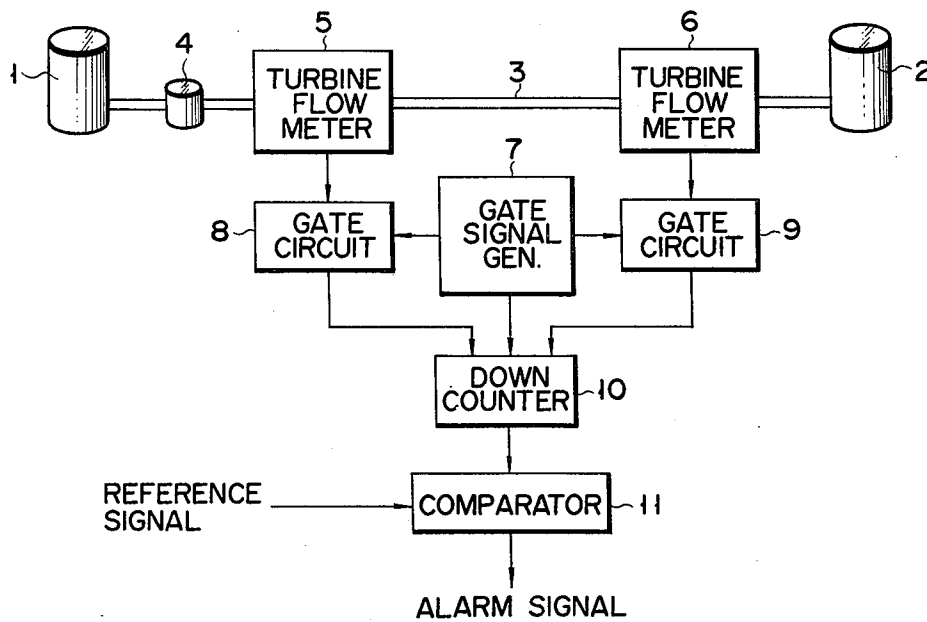 5
6
4
1
TURBINE
FLOW
METER
3
TURBINE
FLOW
METER
2
7
8
GATE
CIRCUIT
GATE
SIGNAL
GEN.
GATE
CIRCUIT
9
DOWN
COUNTER
10
REFERENCE
SIGNAL
COMPARATOR
11
ALARM SIGNAL